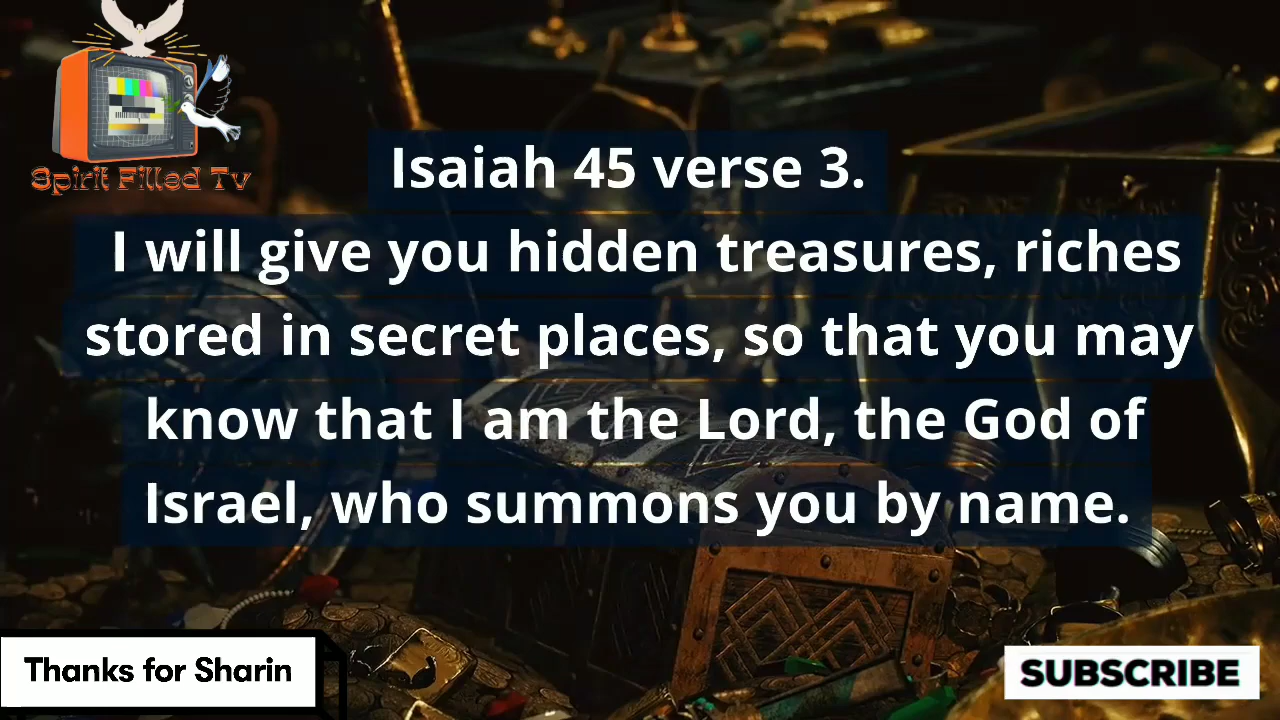 Spirit Filled Tv
Isaiah 45 verse 3.
I will give you hidden treasures, riches
stored in secret places, so that you may
know that I am the Lord, the God of
Israel, who summons you by name.
Thanks for Sharin
SUBSCRIBE